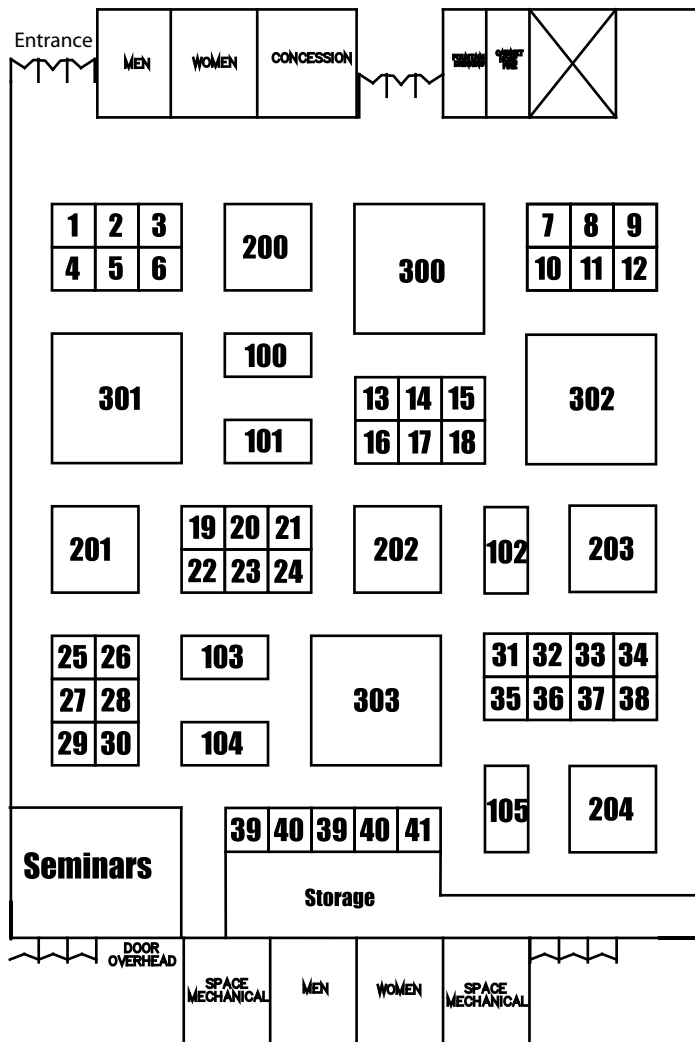 Entrance
MEN
WOMEN
CONCESSION
1 2 3
4 5 6
200
300
7 8 9
10 11 12
100
301
13 14 15
302
101
16 17 18
201
19 20 21
22 23 24
202
102
203
25 26
27 28
29 30
103
104
303
31 32 33 34
35 36 37 38
105
204
39 40 39 40 41
Seminars
Storage
DOOR
OVERHEAD
SPACE
MECHANICAL
MEN
WOMEN
SPACE
MECHANICAL